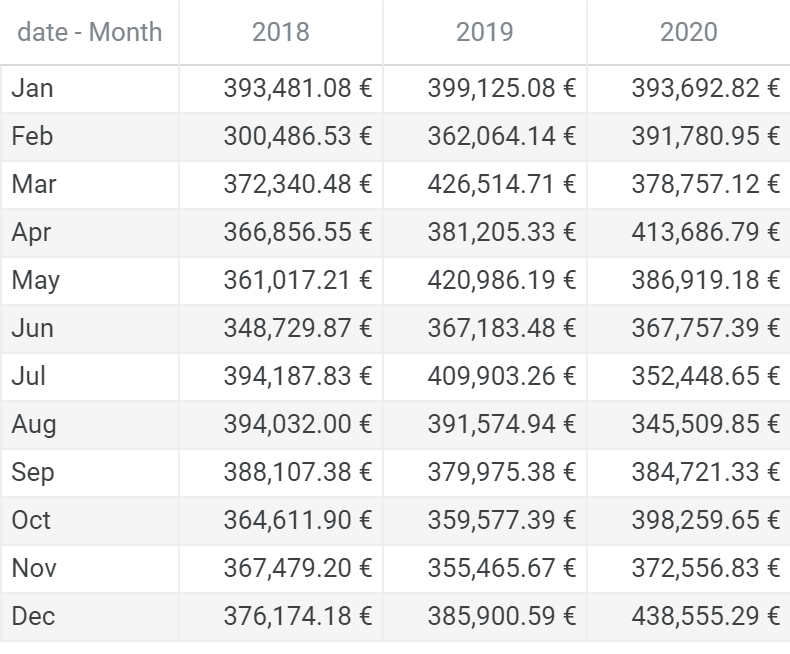 date - Month 2018 2019 2020
Jan 393,481.08 € 399,125.08 € 393,692.82 €
Feb 300,486.53 € 362,064.14 € 391,780.95 €
Mar 372,340.48 € 426,514.71 € 378,757.12 €
Apr 366,856.55 € 381,205.33 € 413,686.79 €
May 361,017.21 € 420,986.19 € 386,919.18 €
Jun 348,729.87 € 367,183.48 € 367,757.39 €
Jul 394,187.83 € 409,903.26 € 352,448.65 €
Aug 394,032.00 € 391,574.94 € 345,509.85 €
Sep 388,107.38 € 379,975.38 € 384,721.33 €
Oct 364,611.90 € 359,577.39 € 398,259.65 €
Nov 367,479.20 € 355,465.67 € 372,556.83 €
Dec 376,174.18 € 385,900.59 € 438,555.29 €